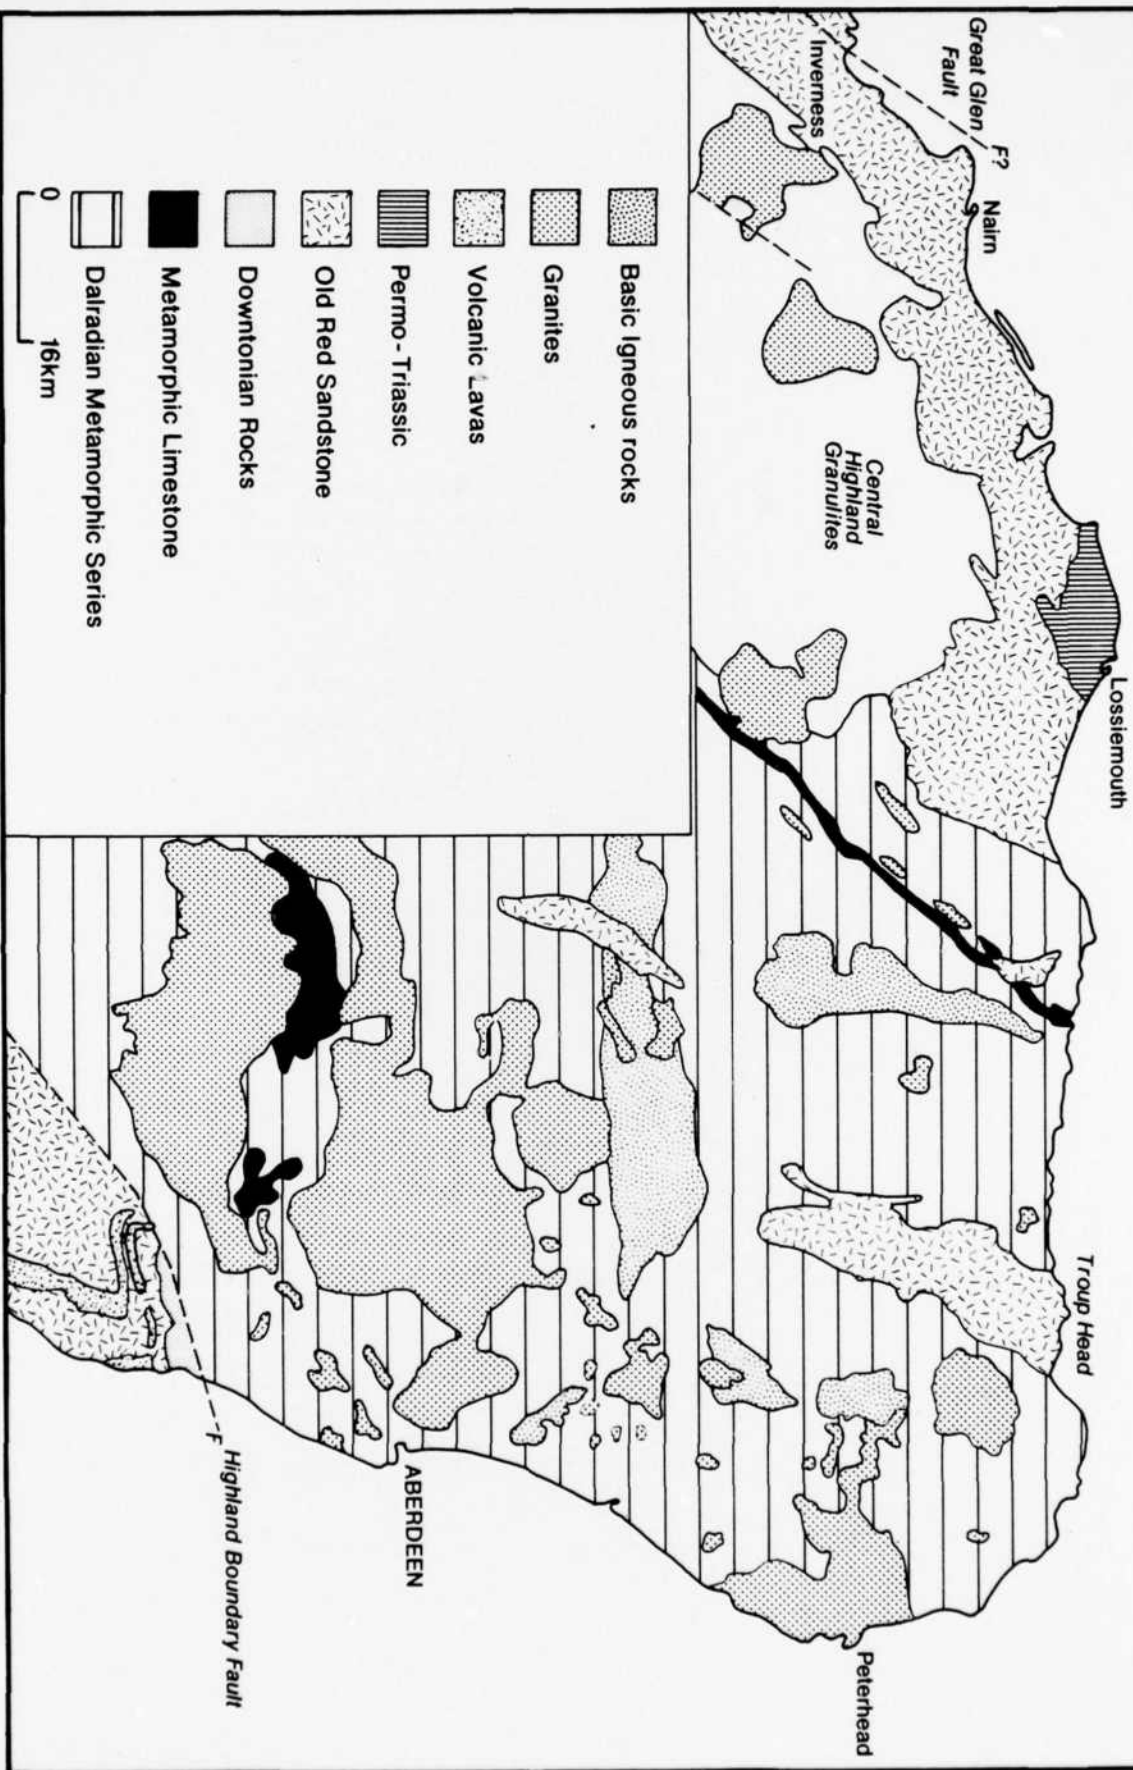 Great Glen
Fault
F?
Inverness
Nairn
Lossiemouth
Central
Highland
Granulites
Troup Head
Peterhead
ABERDEEN
F
Highland Boundary Fault
Basic Igneous rocks
Granites
Volcanic Lavas
Permo-Triassic
Old Red Sandstone
Downtonian Rocks
Metamorphic Limestone
Dalradian Metamorphic Series
0 16km